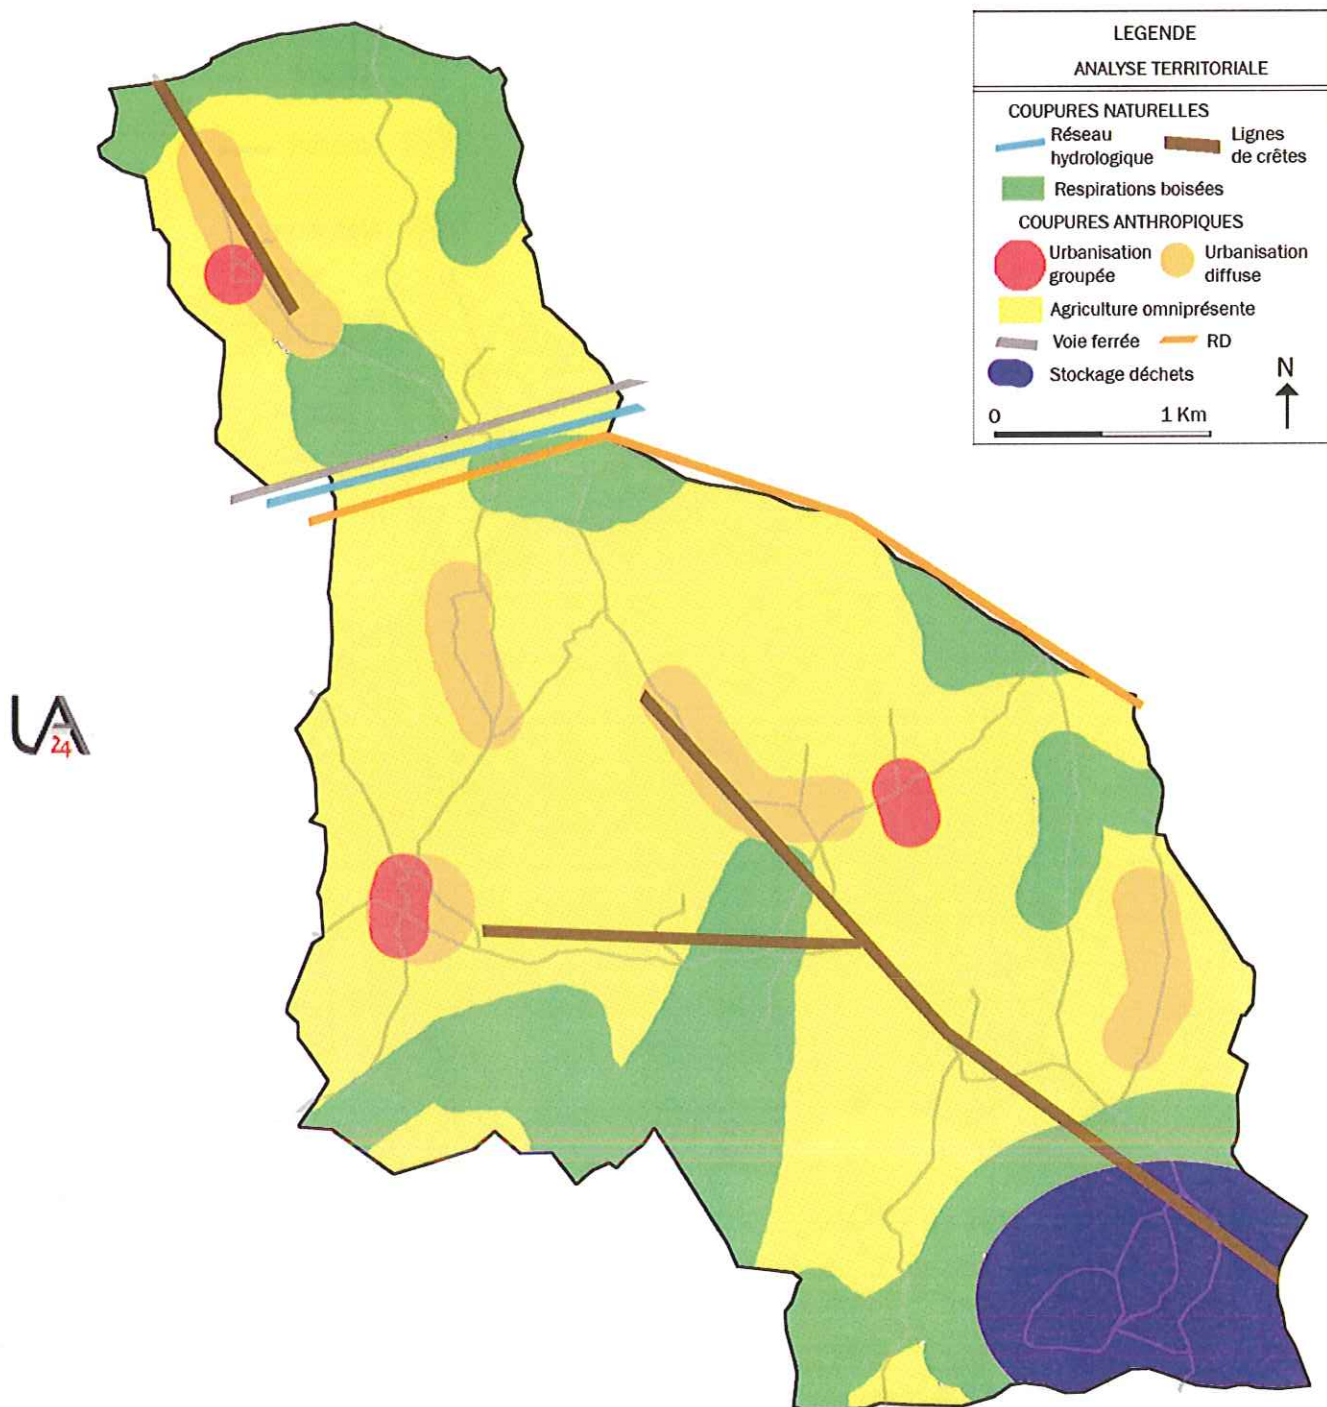 LEGENDE
ANALYSE TERRITORIALE
COUPURES NATURELLES
Réseau hydrologique
Lignes de crêtes
Respirations boisées
COUPURES ANTHROPIQUES
Urbanisation groupée
Urbanisation diffuse
Agriculture omniprésente
Voie ferrée
RD
Stockage déchets
N
0
1 Km
UA
24